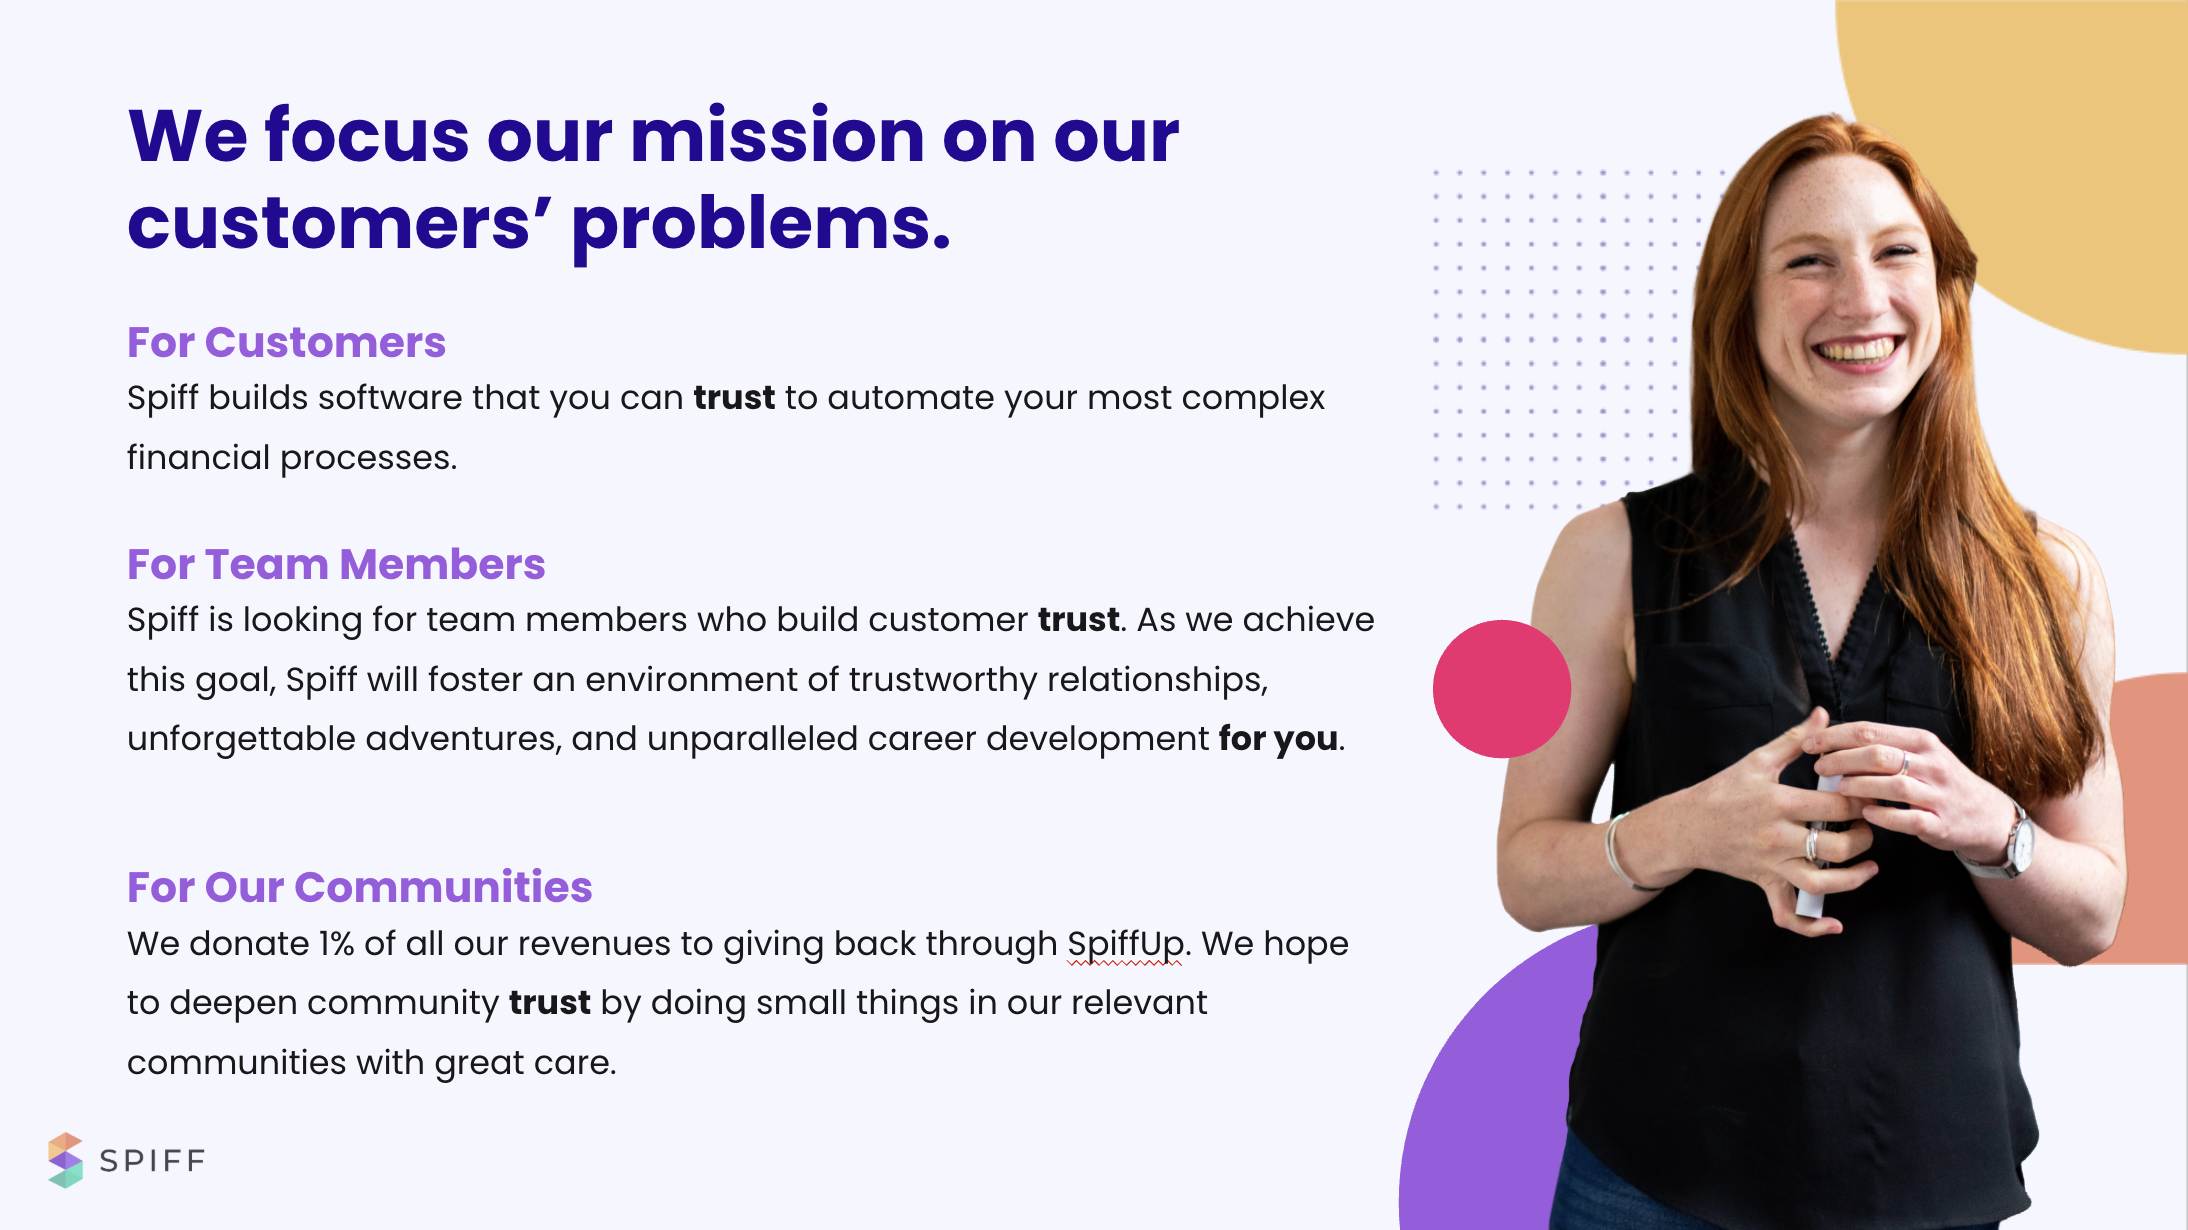 We focus our mission on our
customers’ problems.
For Customers
Spiff builds software that you can trust to automate your most complex
financial processes.
For Team Members
Spiff is looking for team members who build customer trust. As we achieve
this goal, Spiff will foster an environment of trustworthy relationships,
unforgettable adventures, and unparalleled career development for you.
For Our Communities
We donate 1% of all our revenues to giving back through SpiffUp. We hope
to deepen community trust by doing small things in our relevant
communities with great care.
SPIFF